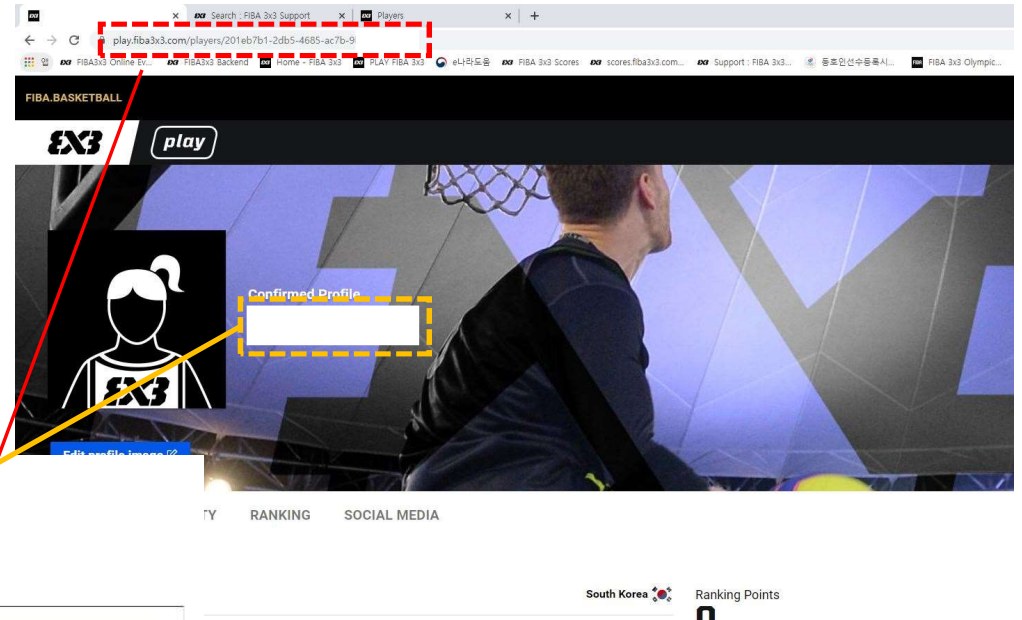 Search : FIBA 3x3 Support
Players
play.fiba3x3.com/players/201eb7b1-2db5-4685-ac7b-9
앱
FIBA3x3 Online Ev...
FIBA3x3 Backend
Home - FIBA 3x3
PLAY FIBA 3x3
e나라도움
FIBA 3x3 Scores
scores.fiba3x3.com...
Support : FIBA 3x3...
동호인선수등록시...
FIBA 3x3 Olympic...
FIBA.BASKETBALL
3X3
play
Confirmed Profile
3X3
Edit profile image
TY
RANKING
SOCIAL MEDIA
South Korea
Ranking Points